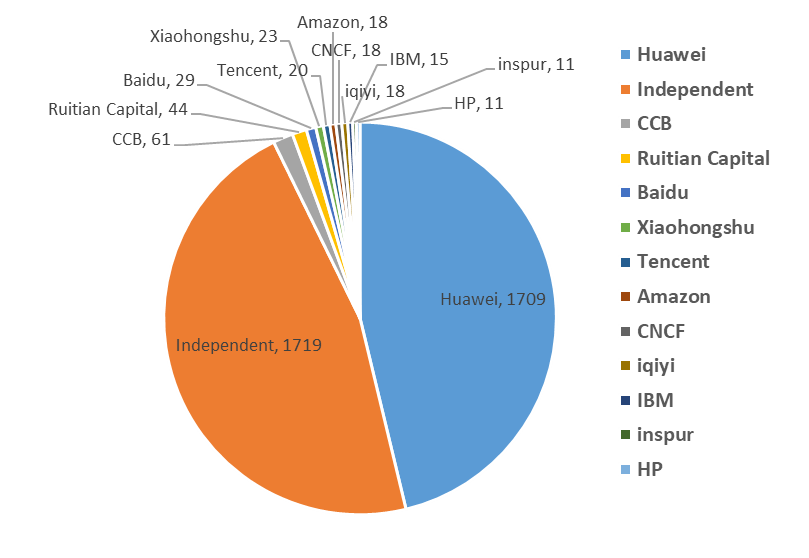 Amazon, 18
Xiaohongshu, 23
CNCF, 18
IBM, 15
inspur, 11
Tencent, 20
Baidu, 29
iqiyi, 18
HP, 11
Ruitian Capital, 44
CCB, 61
Huawei, 1709
Independent, 1719
Huawei
Independent
CCB
Ruitian Capital
Baidu
Xiaohongshu
Tencent
Amazon
CNCF
iqiyi
IBM
inspur
HP